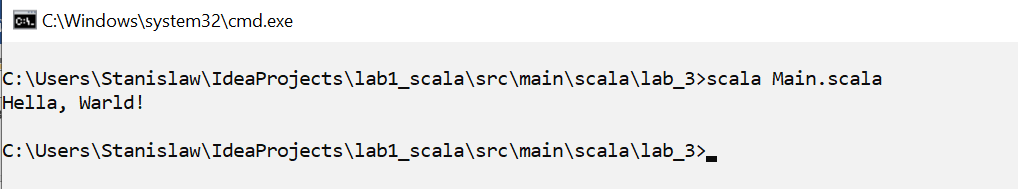 C:\Windows\system32\cmd.exe
C:\Users\Stanislaw\IdeaProjects\lab1_scala\src\main\scala\lab_3>scala Main.scala
Hella, Warld!
C:\Users\Stanislaw\IdeaProjects\lab1_scala\src\main\scala\lab_3>